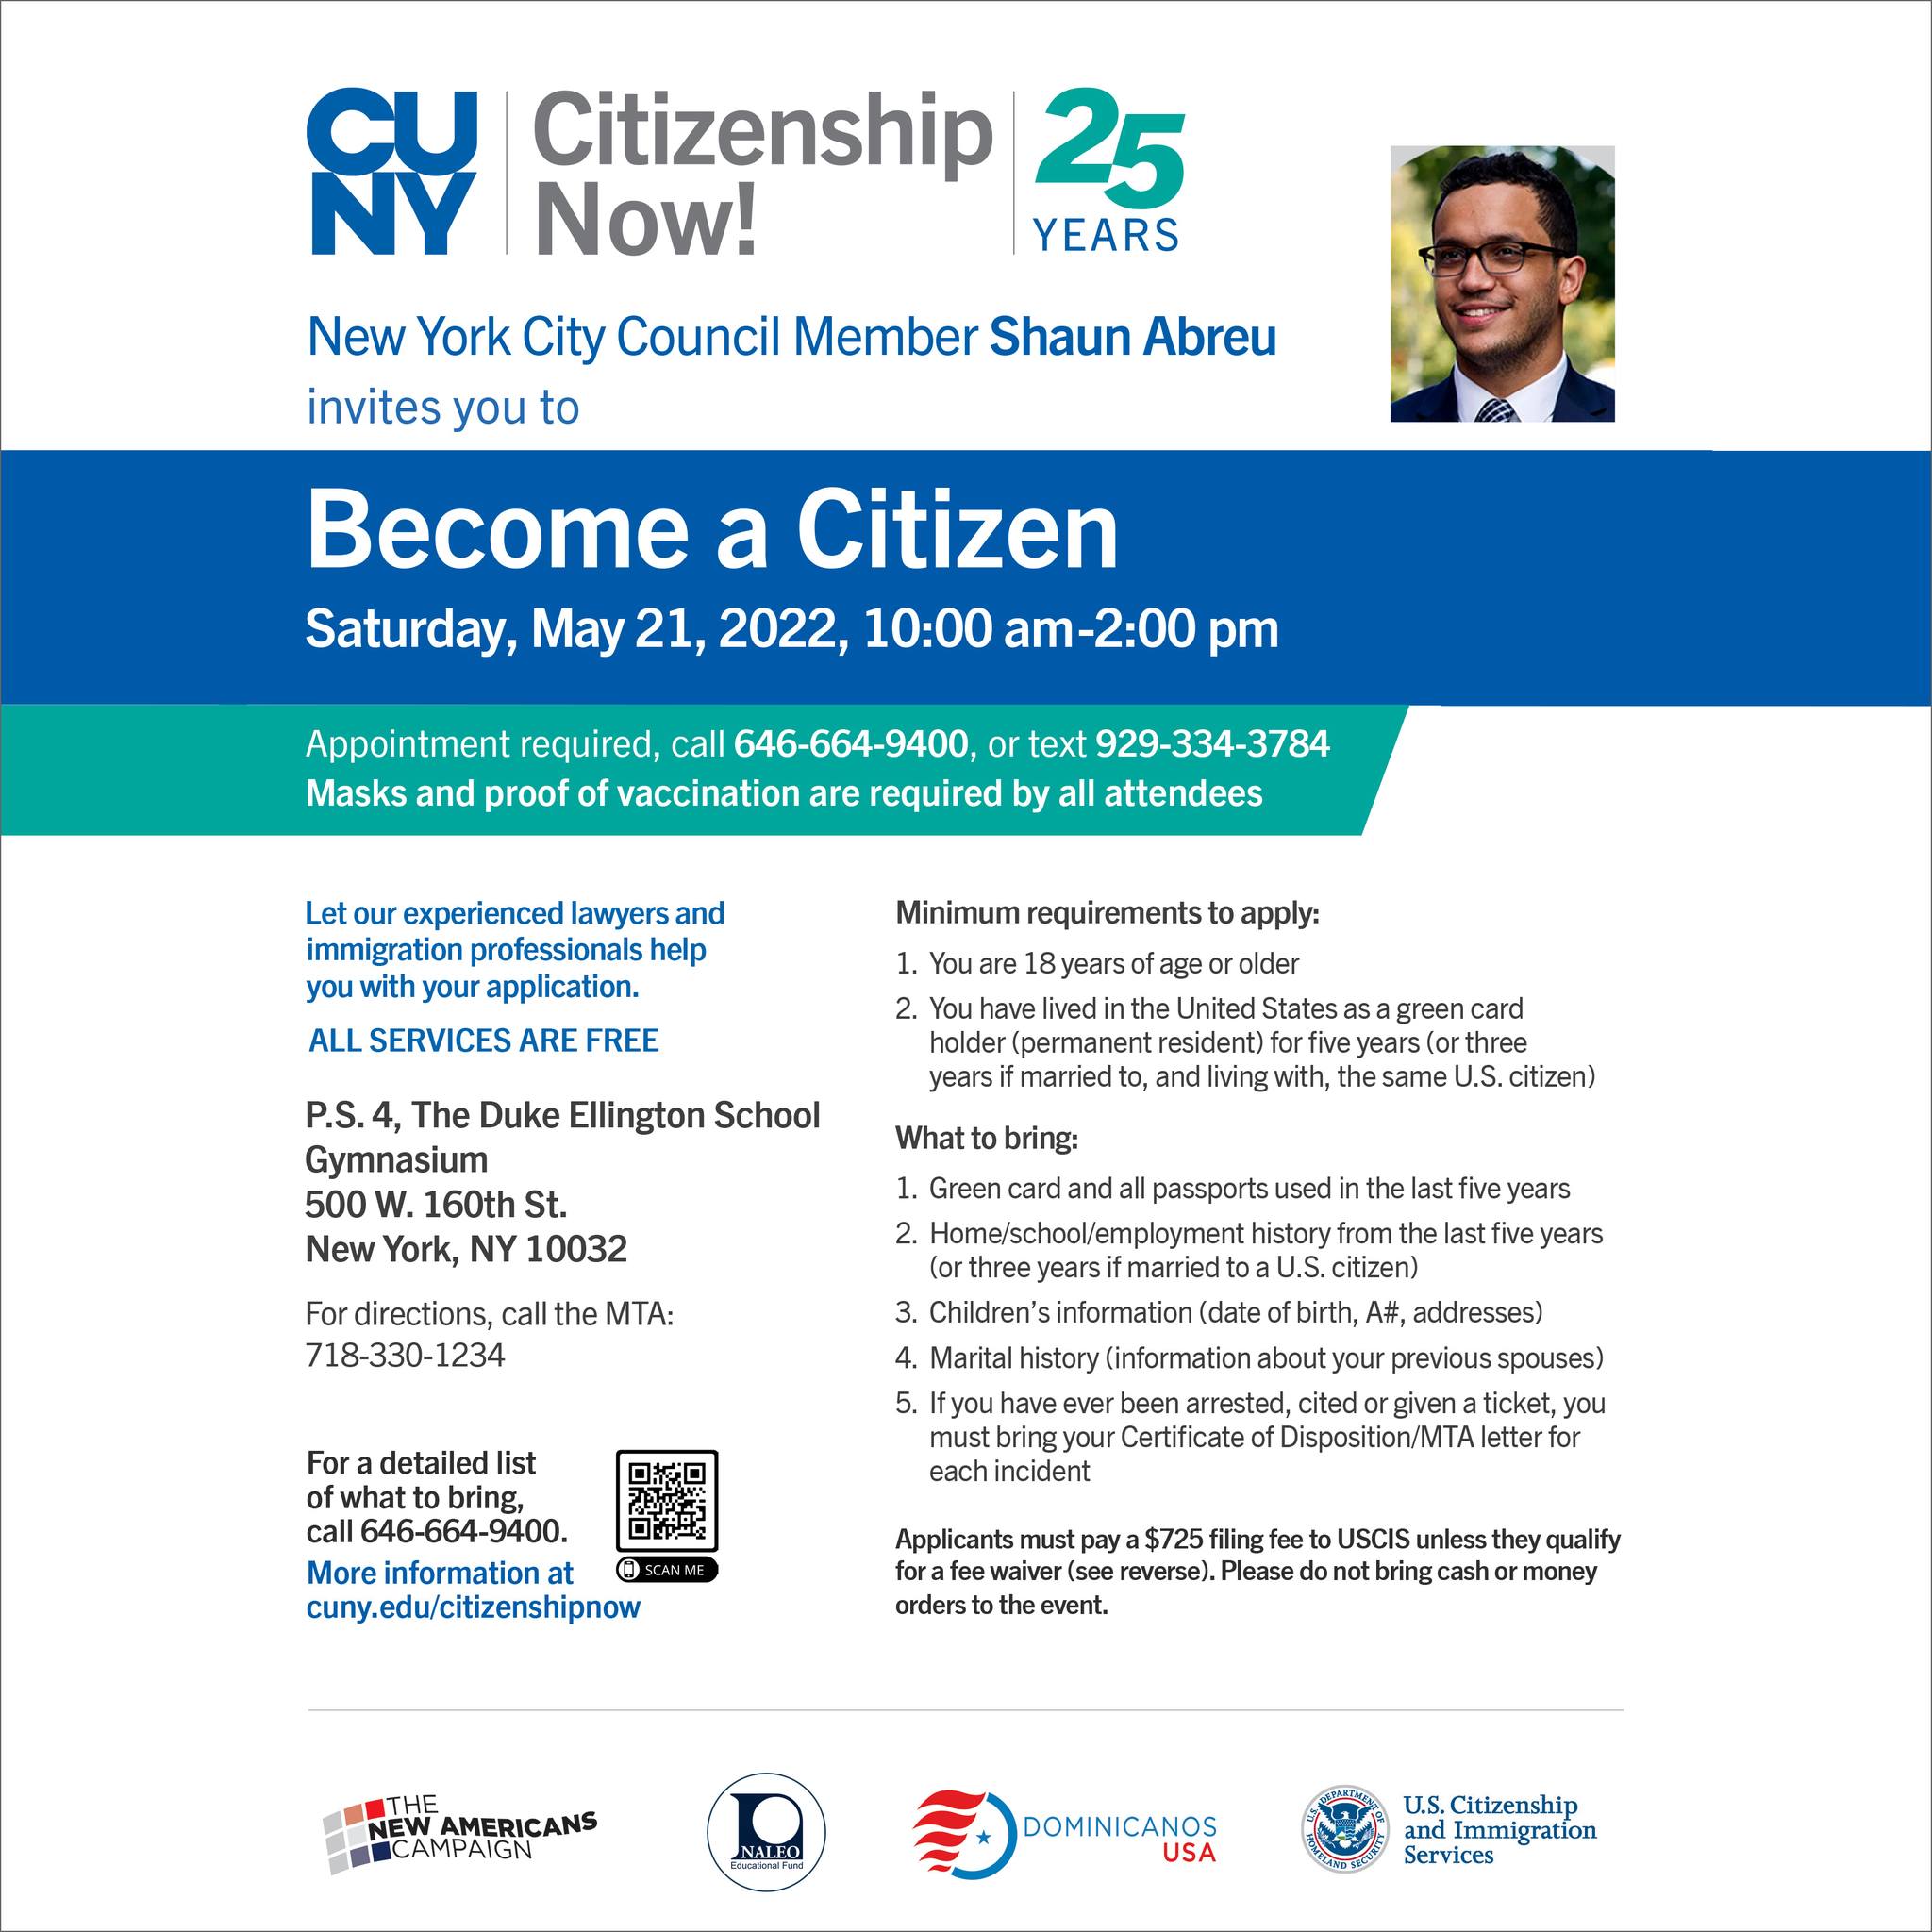 CUNY
Citizenship
Now!
25
YEARS
New York City Council Member Shaun Abreu
invites you to
Become a Citizen
Saturday, May 21, 2022, 10:00 am-2:00 pm
Appointment required, call 646-664-9400, or text 929-334-3784
Masks and proof of vaccination are required by all attendees
Let our experienced lawyers and
immigration professionals help
you with your application.
ALL SERVICES ARE FREE
P.S. 4, The Duke Ellington School
Gymnasium
500 W. 160th St.
New York, NY 10032
For directions, call the MTA:
718-330-1234
For a detailed list
of what to bring,
call 646-664-9400.
More information at
cuny.edu/citizenshipnow
SCAN ME
Minimum requirements to apply:
1. You are 18 years of age or older
2. You have lived in the United States as a green card
holder (permanent resident) for five years (or three
years if married to, and living with, the same U.S. citizen)
What to bring:
1. Green card and all passports used in the last five years
2. Home/school/employment history from the last five years
(or three years if married to a U.S. citizen)
3. Children's information (date of birth, A#, addresses)
4. Marital history (information about your previous spouses)
5. If you have ever been arrested, cited or given a ticket, you
must bring your Certificate of Disposition/MTA letter for
each incident
Applicants must pay a $725 filing fee to USCIS unless they qualify
for a fee waiver (see reverse). Please do not bring cash or money
orders to the event.
THE
NEW AMERICANS
CAMPAIGN
NALEO
Educational Fund
DOMINICANOS
USA
U.S. DEPARTMENT OF
HOMELAND SECURITY
U.S. Citizenship
and Immigration
Services